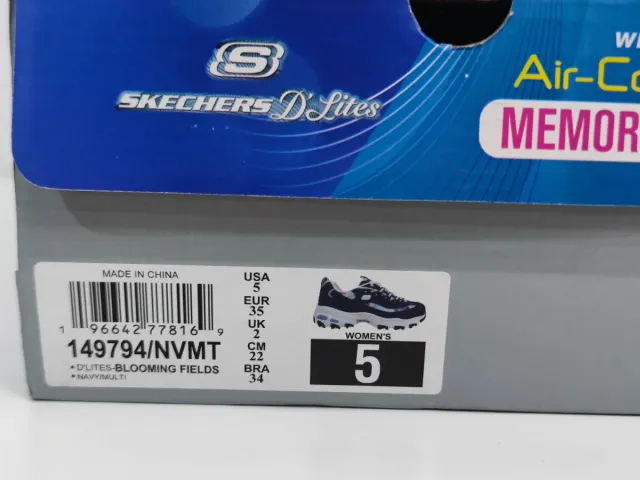 S
SKECHERS D'Lites
Air-Co
MEMOR
MADE IN CHINA
1 96642 77816 9
149794/NVMT
* D'LITES-BLOOMING FIELDS
* NAVY/MULTI
USA
5
EUR
35
UK
2
CM
22
BRA
34
WOMEN'S
5